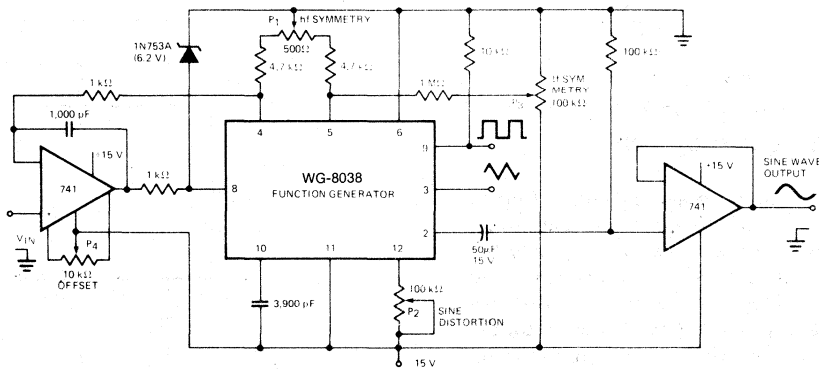 P1
hf SYMMETRY
500Ω
1N753A
(6.2 V)
4.7 kΩ
4.7 kΩ
10 kΩ
100 kΩ
1 kΩ
1 MΩ
lf SYM
METRY
100 kΩ
P3
1,000 pF
4
5
6
+15 V
741
-
+
1 kΩ
8
WG-8038
FUNCTION GENERATOR
9
3
2
10
11
12
VIN
P4
10 kΩ
OFFSET
50μF
15 V
+15 V
741
+
SINE WAVE
OUTPUT
3,900 pF
100 kΩ
P2
SINE
DISTORTION
15 V